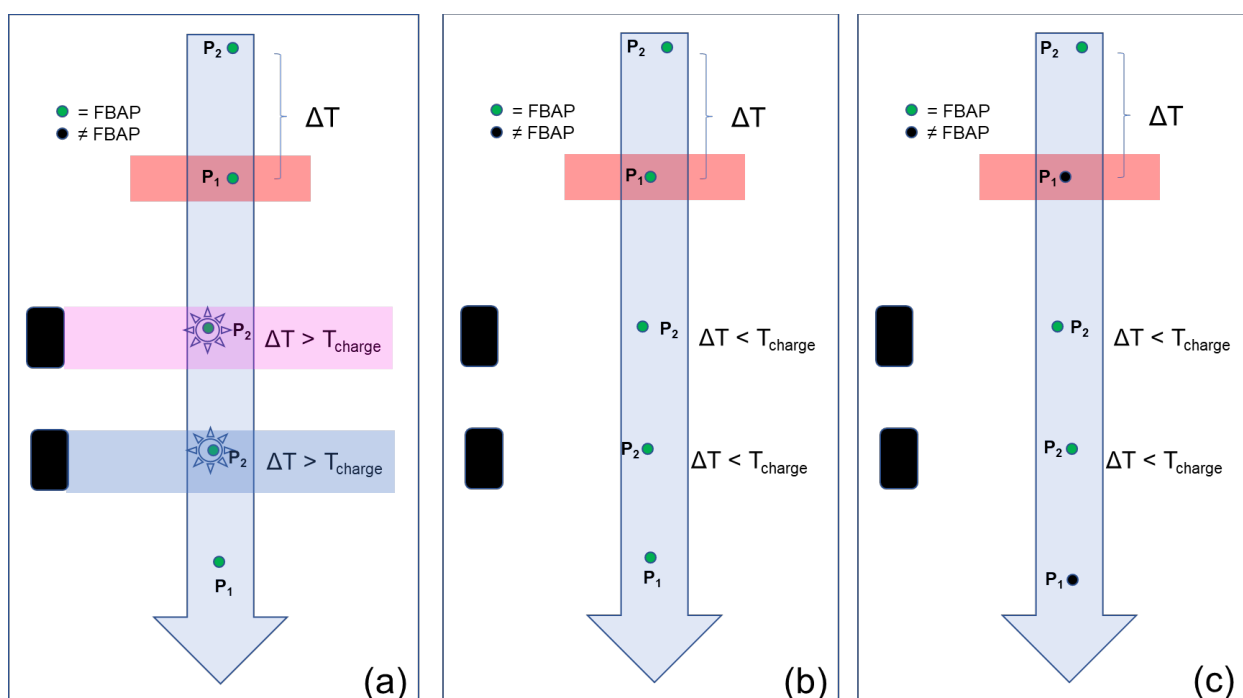 P₂
ΔT
= FBAP
≠ FBAP
P₁
P₂ ΔT > Tcharge
P₂ ΔT > Tcharge
P₁
(a)
P₂
ΔT
= FBAP
≠ FBAP
P₁
P₂ ΔT < Tcharge
P₂ ΔT < Tcharge
P₁
(b)
P₂
ΔT
= FBAP
≠ FBAP
P₁
P₂ ΔT < Tcharge
P₂ ΔT < Tcharge
P₁
(c)